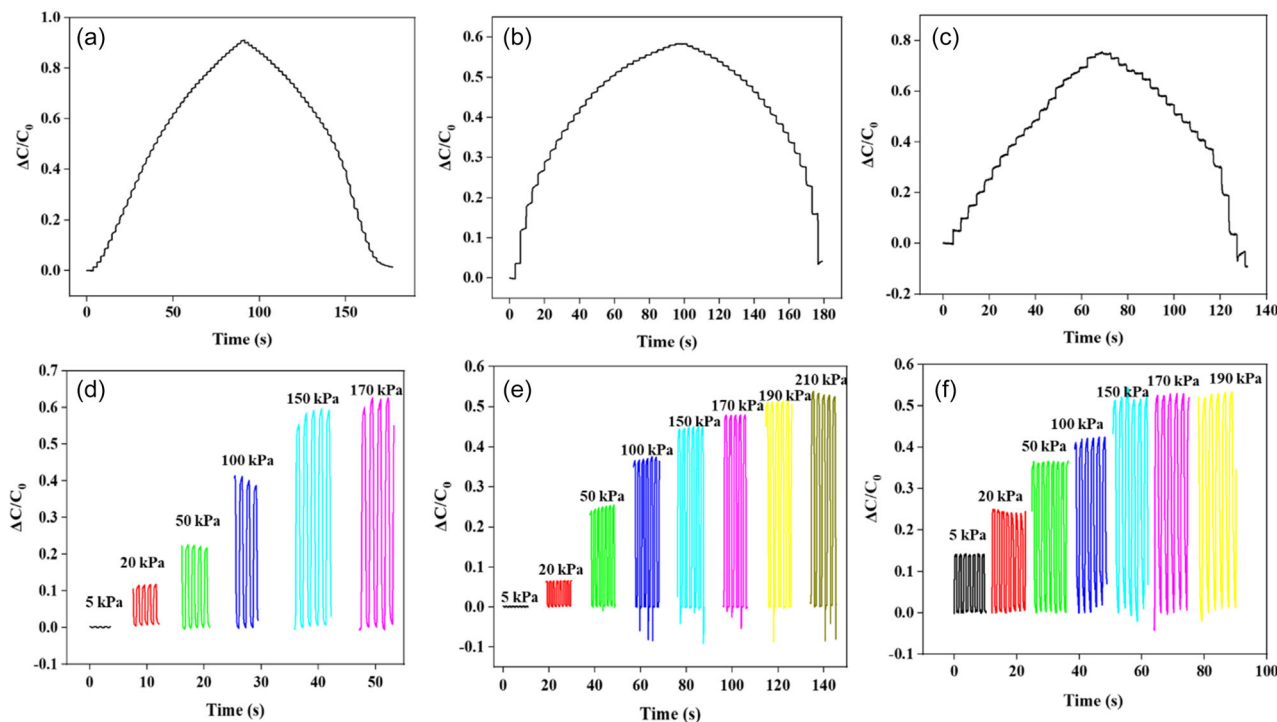 (a)
1.0
0.8
0.6
0.4
0.2
0.0
ΔC/C0
0
50
100
150
Time (s)
(b)
0.6
0.5
0.4
0.3
0.2
0.1
0.0
ΔC/C0
0 20 40 60 80 100 120 140 160 180
Time (s)
(c)
0.8
0.6
0.4
0.2
0.0
-0.2
ΔC/C0
0 20 40 60 80 100 120 140
Time (s)
(d)
0.7
0.6
0.5
0.4
0.3
0.2
0.1
0.0
-0.1
ΔC/C0
5 kPa
20 kPa
50 kPa
100 kPa
150 kPa
170 kPa
0 10 20 30 40 50
Time (s)
(e)
0.6
0.5
0.4
0.3
0.2
0.1
0.0
-0.1
ΔC/C0
5 kPa
20 kPa
50 kPa
100 kPa
150 kPa
170 kPa
190 kPa
210 kPa
0 20 40 60 80 100 120 140
Time (s)
(f)
0.6
0.5
0.4
0.3
0.2
0.1
0.0
-0.1
ΔC/C0
5 kPa
20 kPa
50 kPa
100 kPa
150 kPa
170 kPa
190 kPa
0 20 40 60 80 100
Time (s)